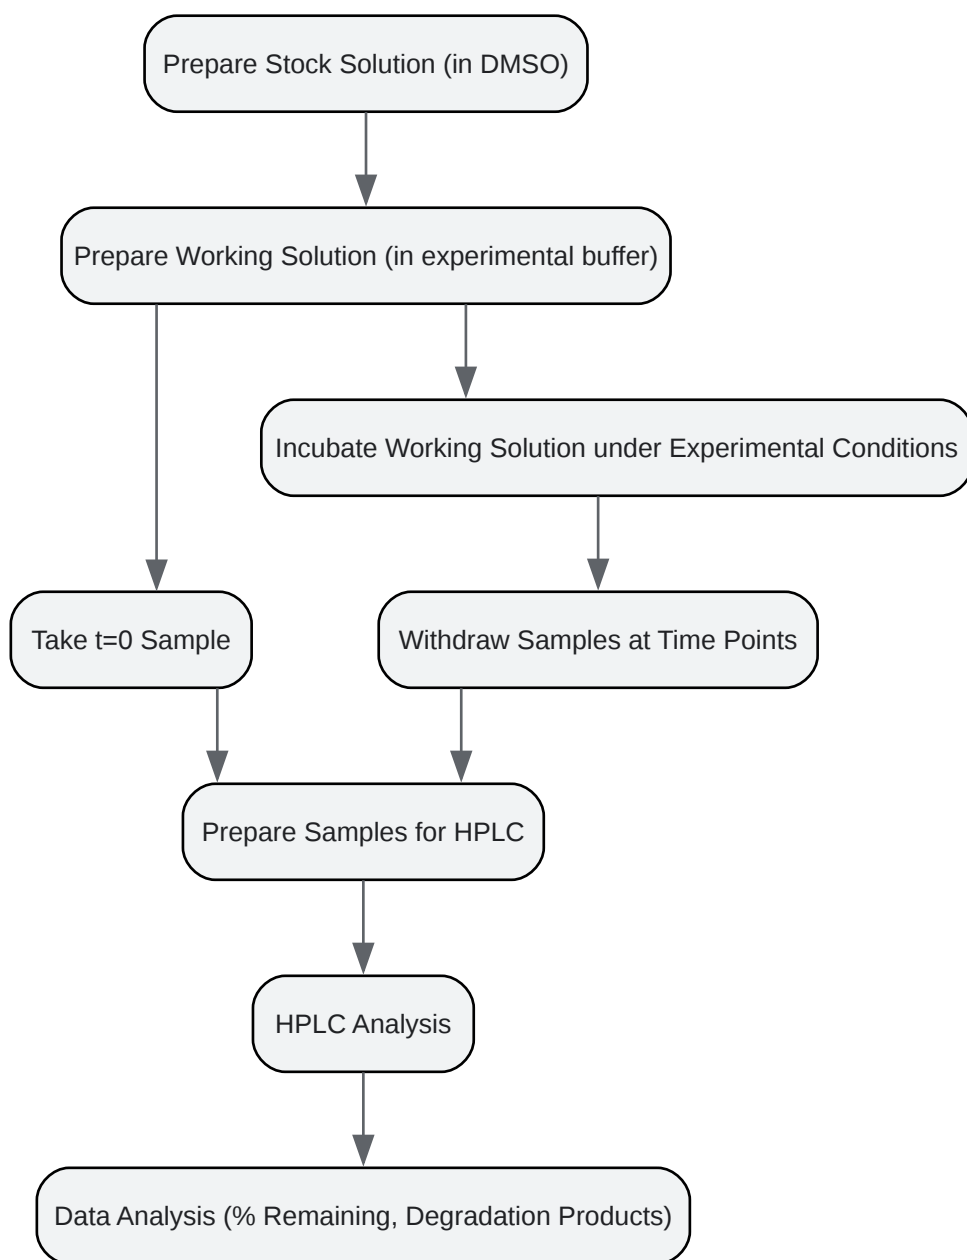 Prepare Stock Solution (in DMSO)
Prepare Working Solution (in experimental buffer)
Incubate Working Solution under Experimental Conditions
Take t=0 Sample
Withdraw Samples at Time Points
Prepare Samples for HPLC
HPLC Analysis
Data Analysis (% Remaining, Degradation Products)